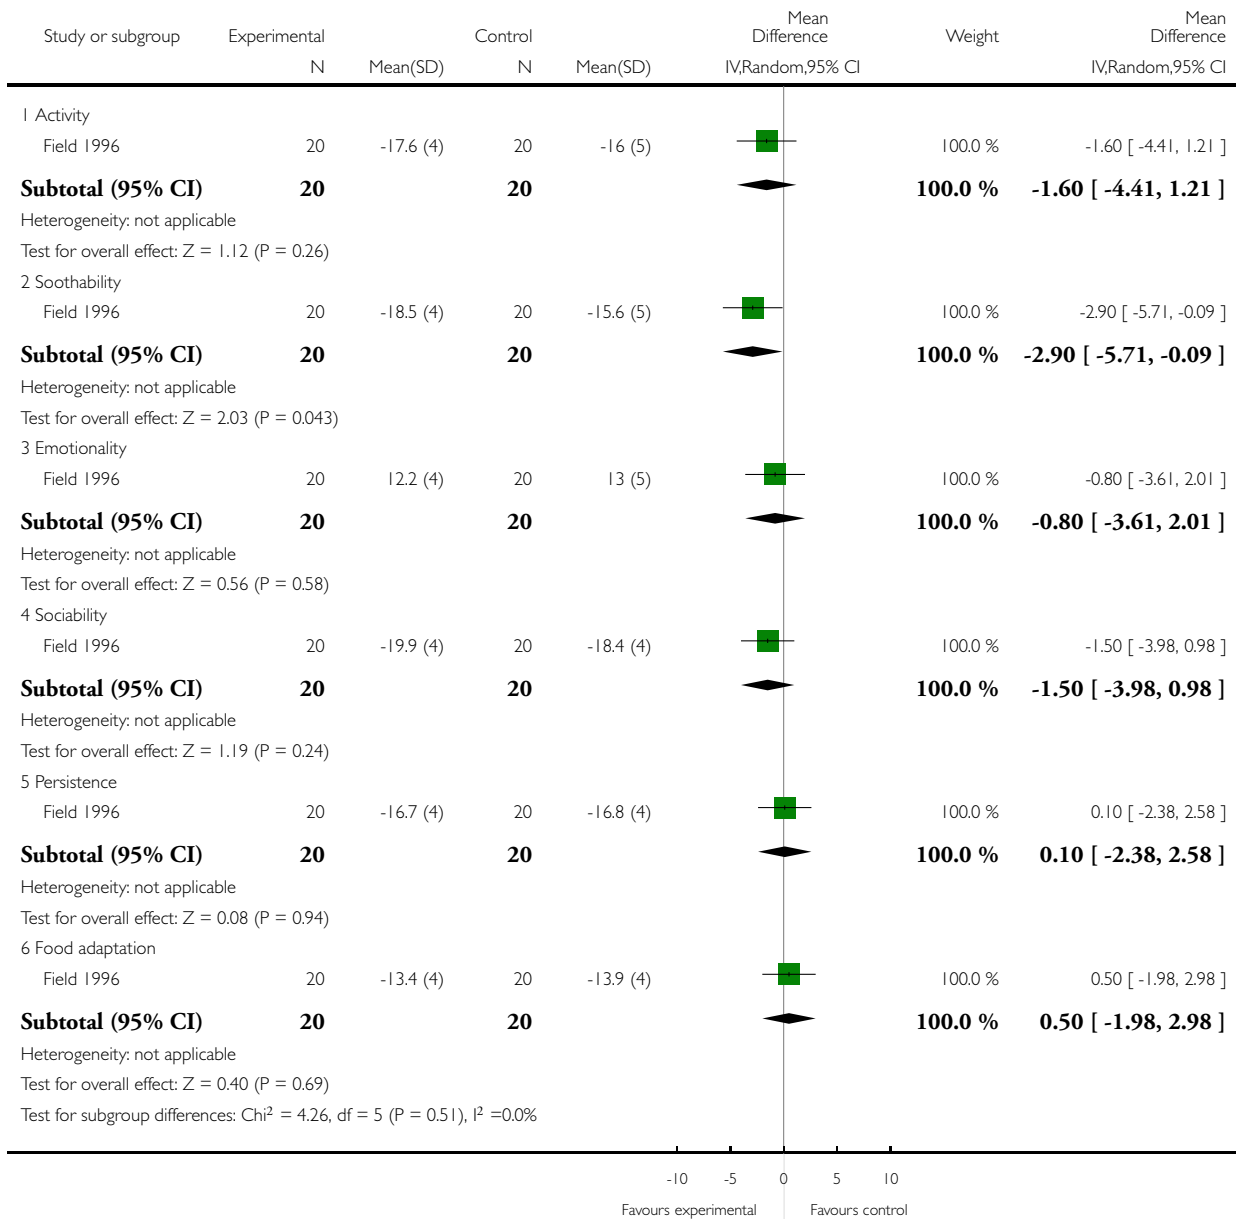 Study or subgroup Experimental Control Mean Difference Weight Mean Difference
N Mean(SD) N Mean(SD) IV,Random,95% CI IV,Random,95% CI
1 Activity
Field 1996 20 -17.6 (4) 20 -16 (5) 100.0 % -1.60 [ -4.41, 1.21 ]
Subtotal (95% CI) 20 20 100.0 % -1.60 [ -4.41, 1.21 ]
Heterogeneity: not applicable
Test for overall effect: Z = 1.12 (P = 0.26)
2 Soothability
Field 1996 20 -18.5 (4) 20 -15.6 (5) 100.0 % -2.90 [ -5.71, -0.09 ]
Subtotal (95% CI) 20 20 100.0 % -2.90 [ -5.71, -0.09 ]
Heterogeneity: not applicable
Test for overall effect: Z = 2.03 (P = 0.043)
3 Emotionality
Field 1996 20 12.2 (4) 20 13 (5) 100.0 % -0.80 [ -3.61, 2.01 ]
Subtotal (95% CI) 20 20 100.0 % -0.80 [ -3.61, 2.01 ]
Heterogeneity: not applicable
Test for overall effect: Z = 0.56 (P = 0.58)
4 Sociability
Field 1996 20 -19.9 (4) 20 -18.4 (4) 100.0 % -1.50 [ -3.98, 0.98 ]
Subtotal (95% CI) 20 20 100.0 % -1.50 [ -3.98, 0.98 ]
Heterogeneity: not applicable
Test for overall effect: Z = 1.19 (P = 0.24)
5 Persistence
Field 1996 20 -16.7 (4) 20 -16.8 (4) 100.0 % 0.10 [ -2.38, 2.58 ]
Subtotal (95% CI) 20 20 100.0 % 0.10 [ -2.38, 2.58 ]
Heterogeneity: not applicable
Test for overall effect: Z = 0.08 (P = 0.94)
6 Food adaptation
Field 1996 20 -13.4 (4) 20 -13.9 (4) 100.0 % 0.50 [ -1.98, 2.98 ]
Subtotal (95% CI) 20 20 100.0 % 0.50 [ -1.98, 2.98 ]
Heterogeneity: not applicable
Test for overall effect: Z = 0.40 (P = 0.69)
Test for subgroup differences: Chi² = 4.26, df = 5 (P = 0.51), I² =0.0%
-10 -5 0 5 10
Favours experimental Favours control